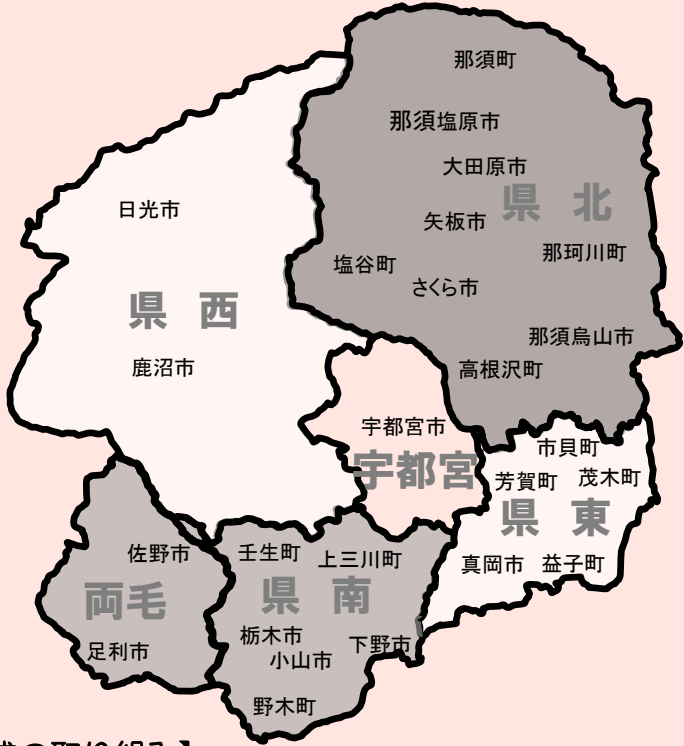 那須町
那須塩原市
大田原市
県 北
矢板市
那珂川町
塩谷町
さくら市
那須烏山市
高根沢町
日光市
県 西
鹿沼市
宇都宮市
宇都宮
市貝町
芳賀町
茂木町
県 東
真岡市
益子町
佐野市
両毛
足利市
壬生町
上三川町
県 南
栃木市
下野市
小山市
野木町
の取り組み】